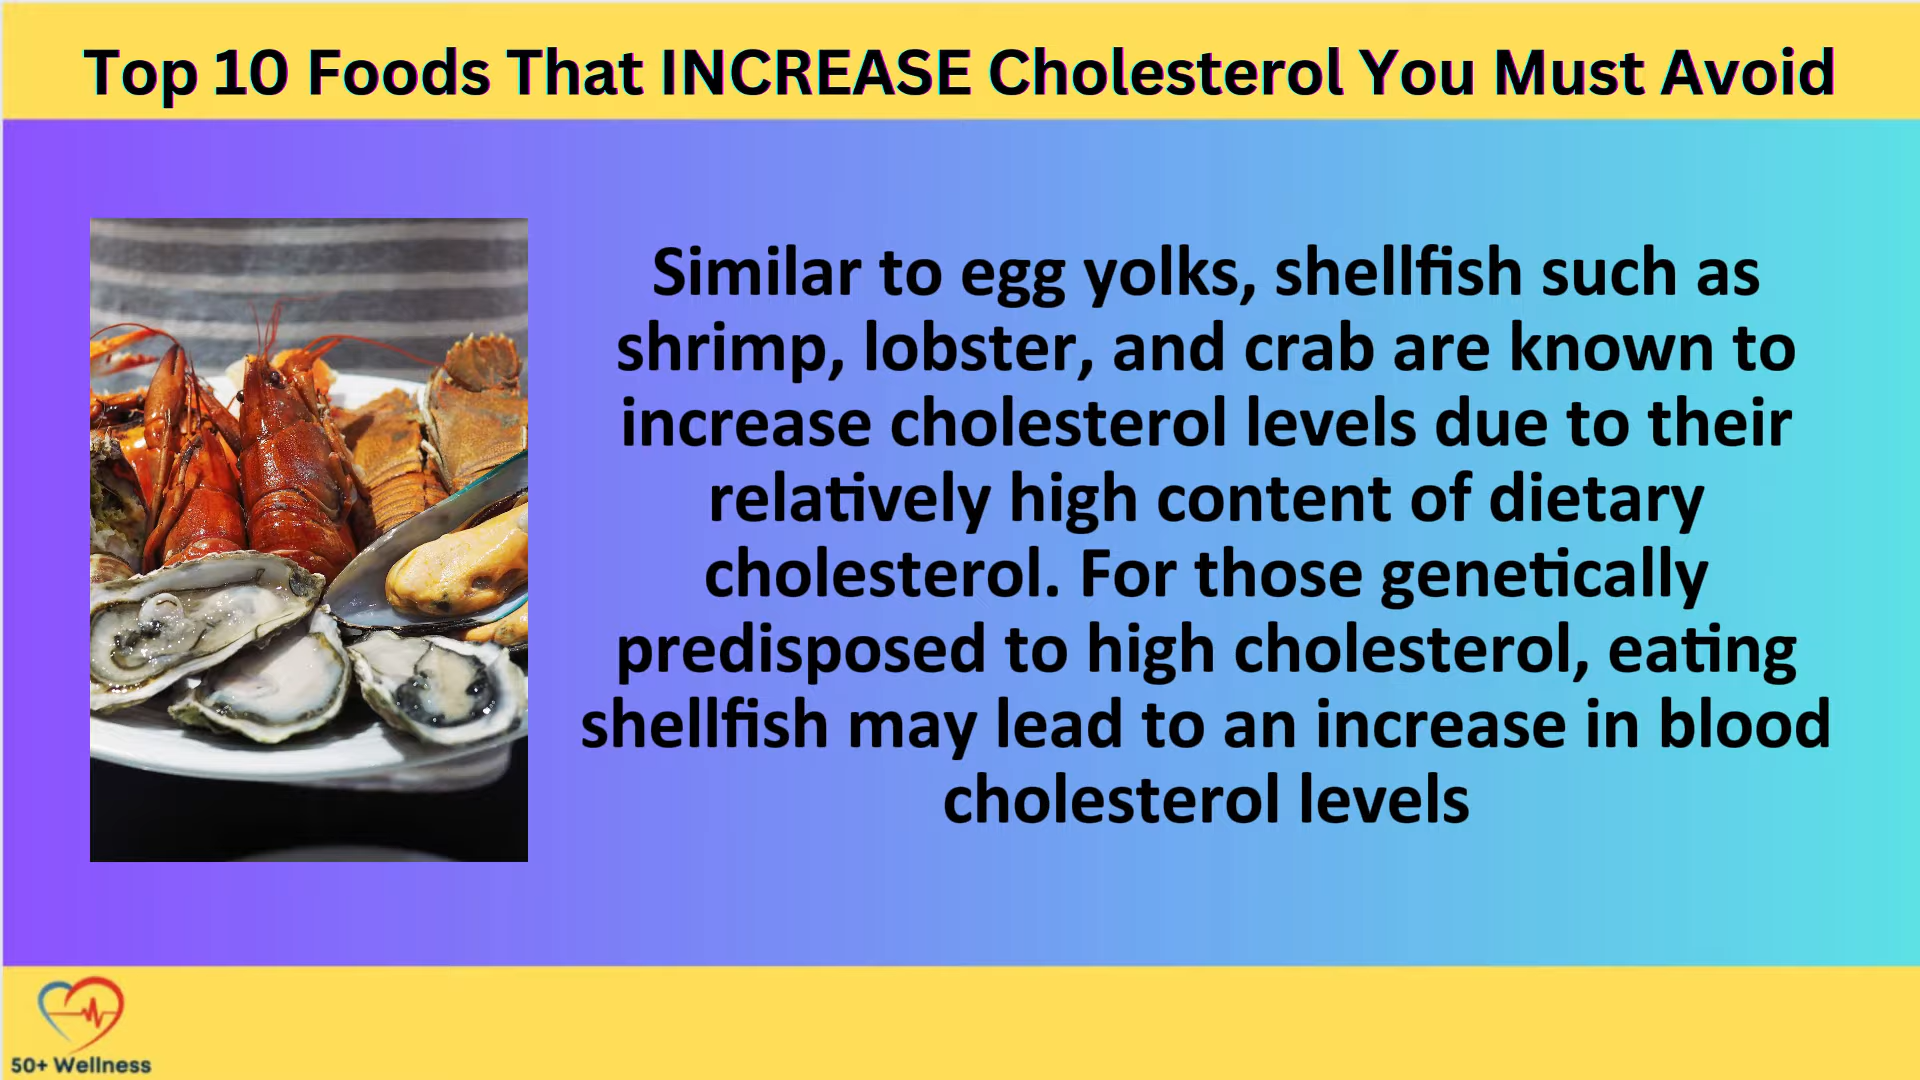 Top 10 Foods That INCREASE Cholesterol You Must Avoid
Similar to egg yolks, shellfish such as
shrimp, lobster, and crab are known to
increase cholesterol levels due to their
relatively high content of dietary
cholesterol. For those genetically
predisposed to high cholesterol, eating
shellfish may lead to an increase in blood
cholesterol levels
50+ Wellness